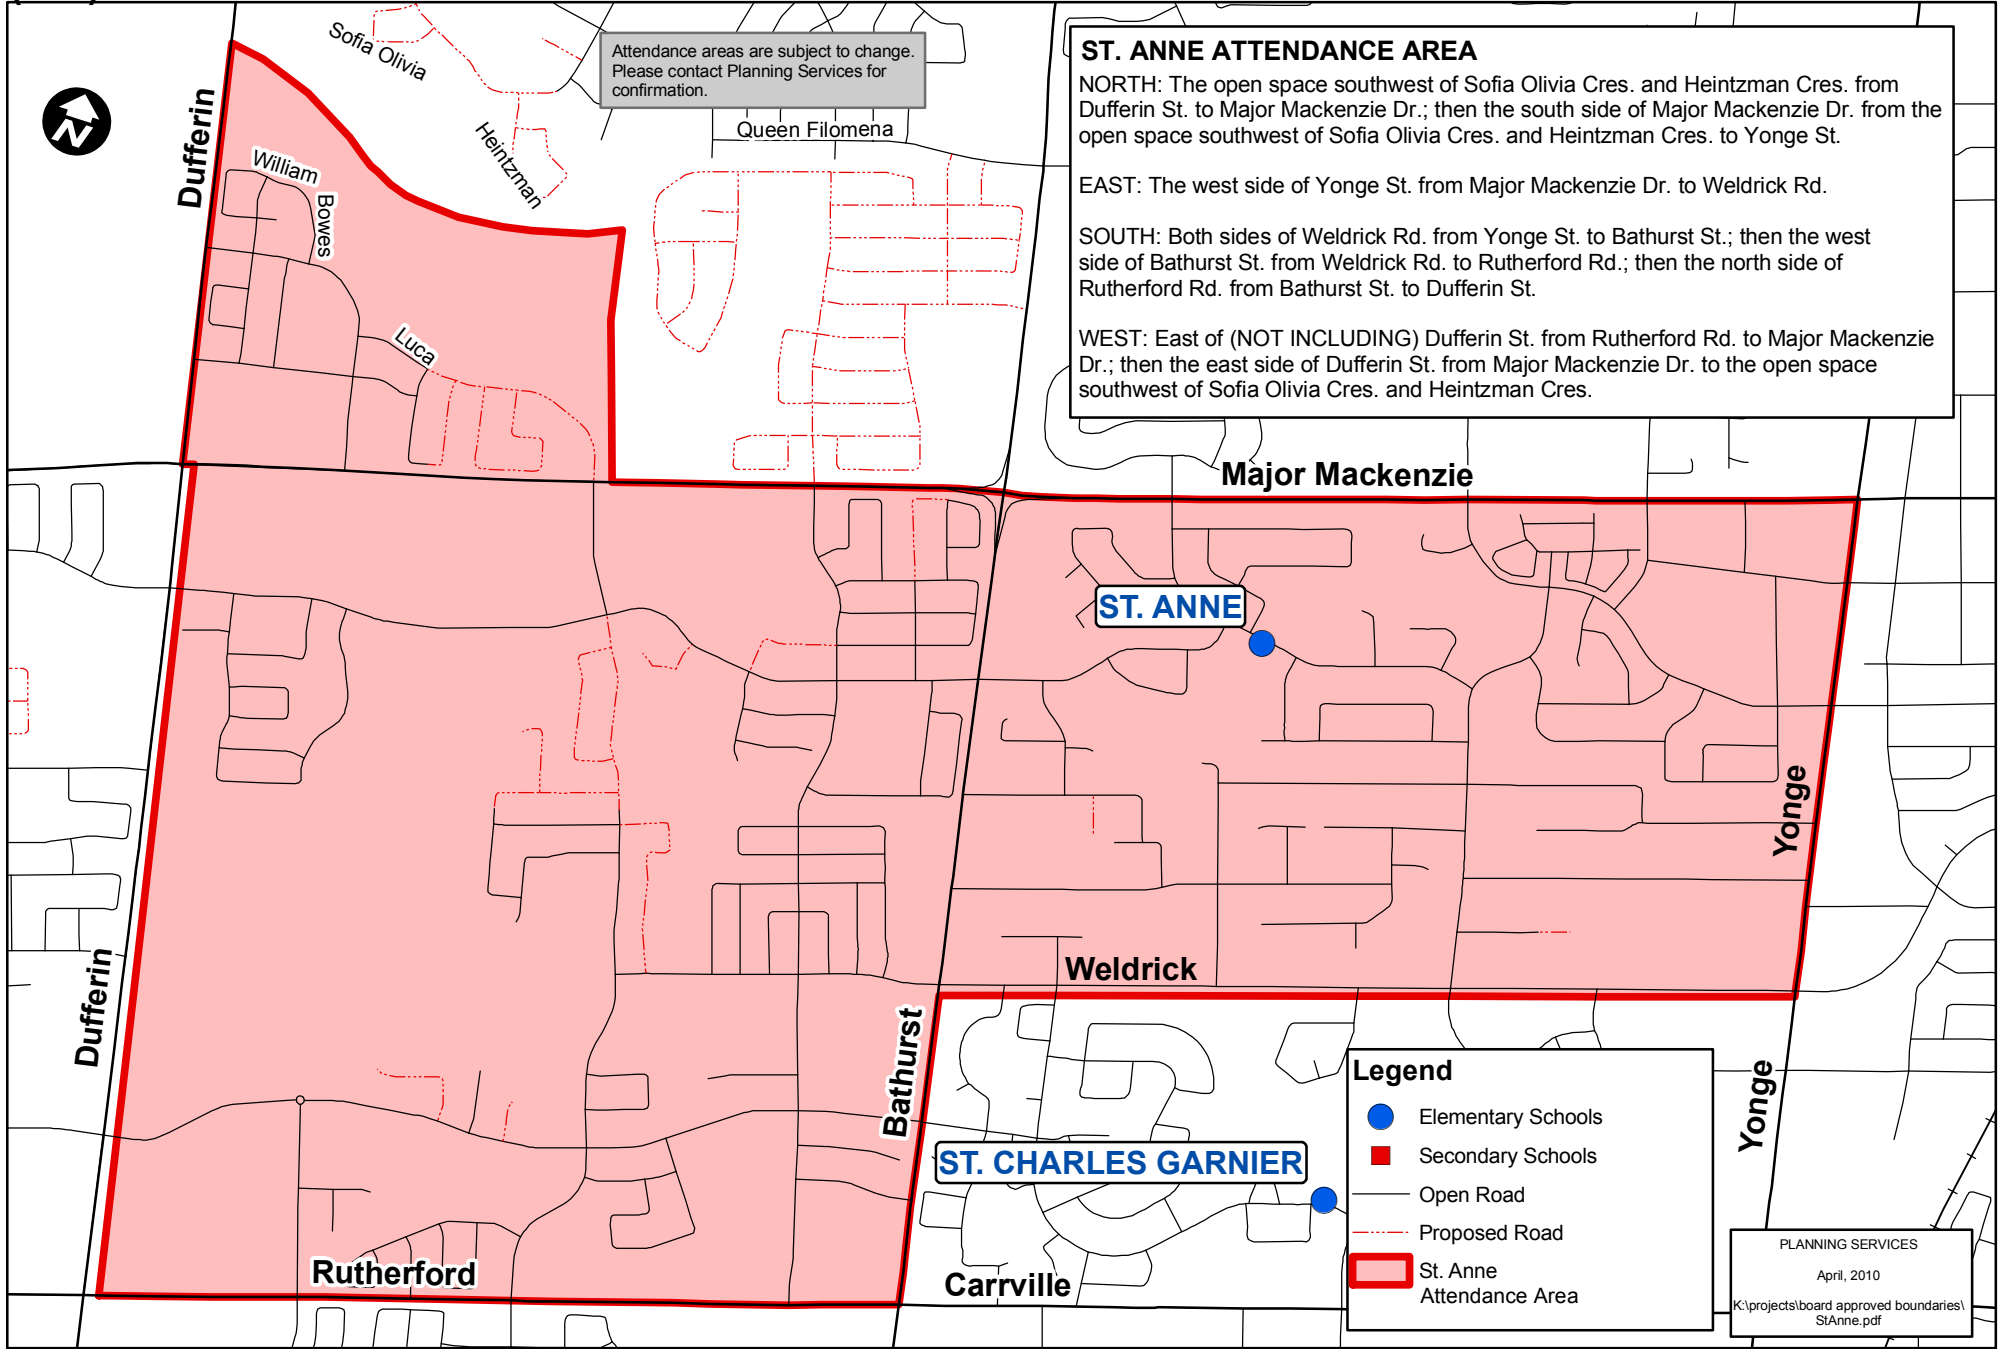 Sofia Olivia
Attendance areas are subject to change.
Please contact Planning Services for
confirmation.
ST. ANNE ATTENDANCE AREA
NORTH: The open space southwest of Sofia Olivia Cres. and Heintzman Cres. from
Dufferin St. to Major Mackenzie Dr.; then the south side of Major Mackenzie Dr. from the
open space southwest of Sofia Olivia Cres. and Heintzman Cres. to Yonge St.
EAST: The west side of Yonge St. from Major Mackenzie Dr. to Weldrick Rd.
SOUTH: Both sides of Weldrick Rd. from Yonge St. to Bathurst St.; then the west
side of Bathurst St. from Weldrick Rd. to Rutherford Rd.; then the north side of
Rutherford Rd. from Bathurst St. to Dufferin St.
WEST: East of (NOT INCLUDING) Dufferin St. from Rutherford Rd. to Major Mackenzie
Dr.; then the east side of Dufferin St. from Major Mackenzie Dr. to the open space
southwest of Sofia Olivia Cres. and Heintzman Cres.
N
Dufferin
Queen Filomena
Heintzman
William
Bowes
Luca
Major Mackenzie
ST. ANNE
Yonge
Weldrick
Dufferin
Bathurst
Yonge
ST. CHARLES GARNIER
Rutherford
Carrville
Legend
Elementary Schools
Secondary Schools
Open Road
Proposed Road
St. Anne
Attendance Area
PLANNING SERVICES
April, 2010
K:\projects\board approved boundaries\
StAnne.pdf